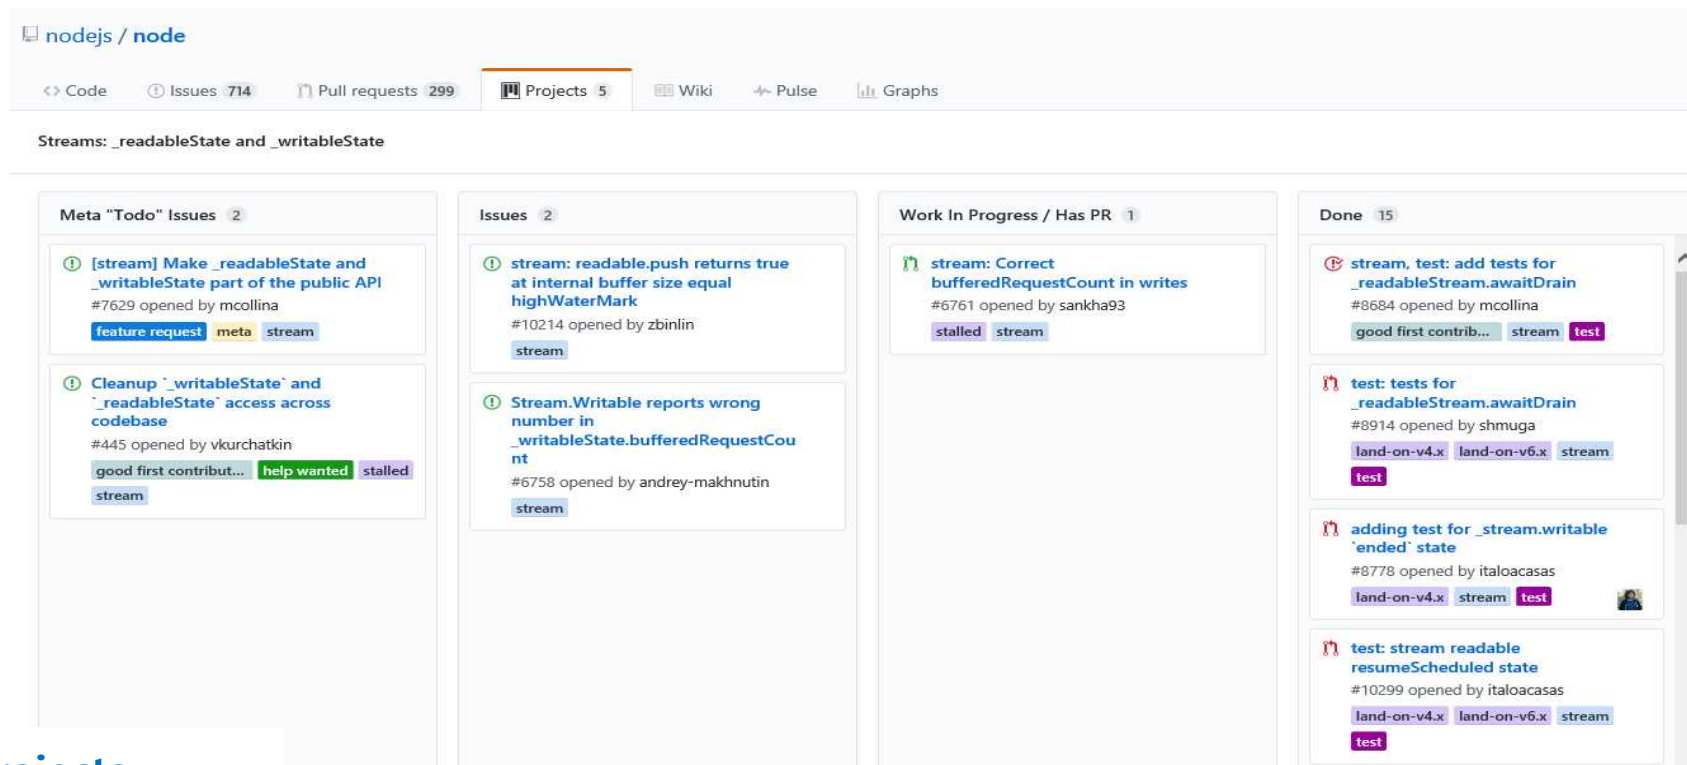 nodejs / node
Code Issues 714 Pull requests 299 Projects 5 Wiki Pulse Graphs
Streams: _readableState and _writableState
Meta "Todo" Issues 2
[stream] Make _readableState and
_writableState part of the public API
#7629 opened by mcollina
feature request meta stream
Cleanup `_writableState` and
`_readableState` access across
codebase
#445 opened by vkurchatkin
good first contribut... help wanted stalled
stream
Issues 2
stream: readable.push returns true
at internal buffer size equal
highWaterMark
#10214 opened by zbinlin
stream
Stream.Writable reports wrong
number in
_writableState.bufferedRequestCou
nt
#6758 opened by andrey-makhnutin
stream
Work In Progress / Has PR 1
stream: Correct
bufferedRequestCount in writes
#6761 opened by sankha93
stalled stream
Done 15
stream, test: add tests for
_readableStream.awaitDrain
#8684 opened by mcollina
good first contrib... stream test
test: tests for
_readableStream.awaitDrain
#8914 opened by shmuga
land-on-v4.x land-on-v6.x stream
test
adding test for _stream.writable
`ended` state
#8778 opened by italoacasas
land-on-v4.x stream test
test: stream readable
resumeScheduled state
#10299 opened by italoacasas
land-on-v4.x land-on-v6.x stream
test